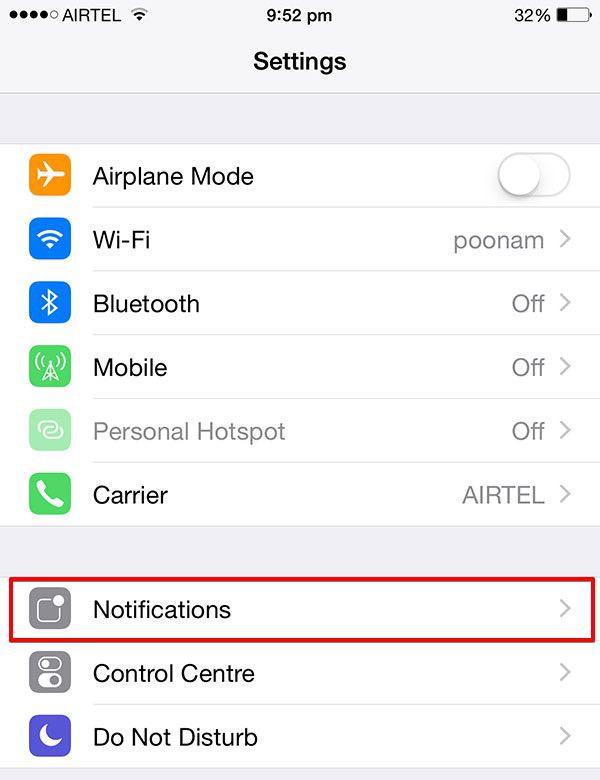 AIRTEL 9:52 pm 32%
Settings
Airplane Mode
Wi-Fi poonam
Bluetooth Off
Mobile Off
Personal Hotspot Off
Carrier AIRTEL
Notifications
Control Centre
Do Not Disturb